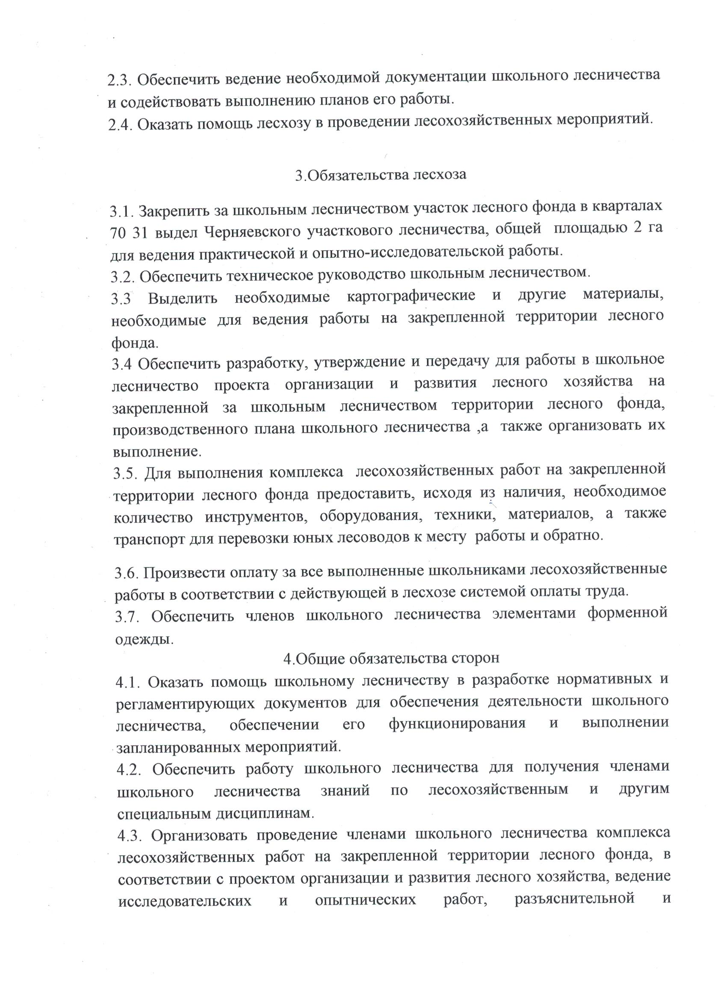 2.3. Обеспечить ведение необходимой документации школьного лесничества
и содействовать выполнению планов его работы.
2.4. Оказать помощь лесхозу в проведении лесохозяйственных мероприятий.
3.Обязательства лесхоза
3.1. Закрепить за школьным лесничеством участок лесного фонда в кварталах
70 31 выдел Черняевского участкового лесничества, общей площадью 2 га
для ведения практической и опытно-исследовательской работы.
3.2. Обеспечить техническое руководство школьным лесничеством.
3.3 Выделить необходимые картографические и другие материалы,
необходимые для ведения работы на закрепленной территории лесного
фонда.
3.4 Обеспечить разработку, утверждение и передачу для работы в школьное
лесничество проекта организации и развития лесного хозяйства на
закрепленной за школьным лесничеством территории лесного фонда,
производственного плана школьного лесничества ,а также организовать их
выполнение.
3.5. Для выполнения комплекса лесохозяйственных работ на закрепленной
территории лесного фонда предоставить, исходя из наличия, необходимое
количество инструментов, оборудования, техники, материалов, а также
транспорт для перевозки юных лесоводов к месту работы и обратно.
3.6. Произвести оплату за все выполненные школьниками лесохозяйственные
работы в соответствии с действующей в лесхозе системой оплаты труда.
3.7. Обеспечить членов школьного лесничества элементами форменной
одежды.
4.Общие обязательства сторон
4.1. Оказать помощь школьному лесничеству в разработке нормативных и
регламентирующих документов для обеспечения деятельности школьного
лесничества, обеспечении его функционирования и выполнении
запланированных мероприятий.
4.2. Обеспечить работу школьного лесничества для получения членами
школьного лесничества знаний по лесохозяйственным и другим
специальным дисциплинам.
4.3. Организовать проведение членами школьного лесничества комплекса
лесохозяйственных работ на закрепленной территории лесного фонда, в
соответствии с проектом организации и развития лесного хозяйства, ведение
исследовательских и опытнических работ, разъяснительной и